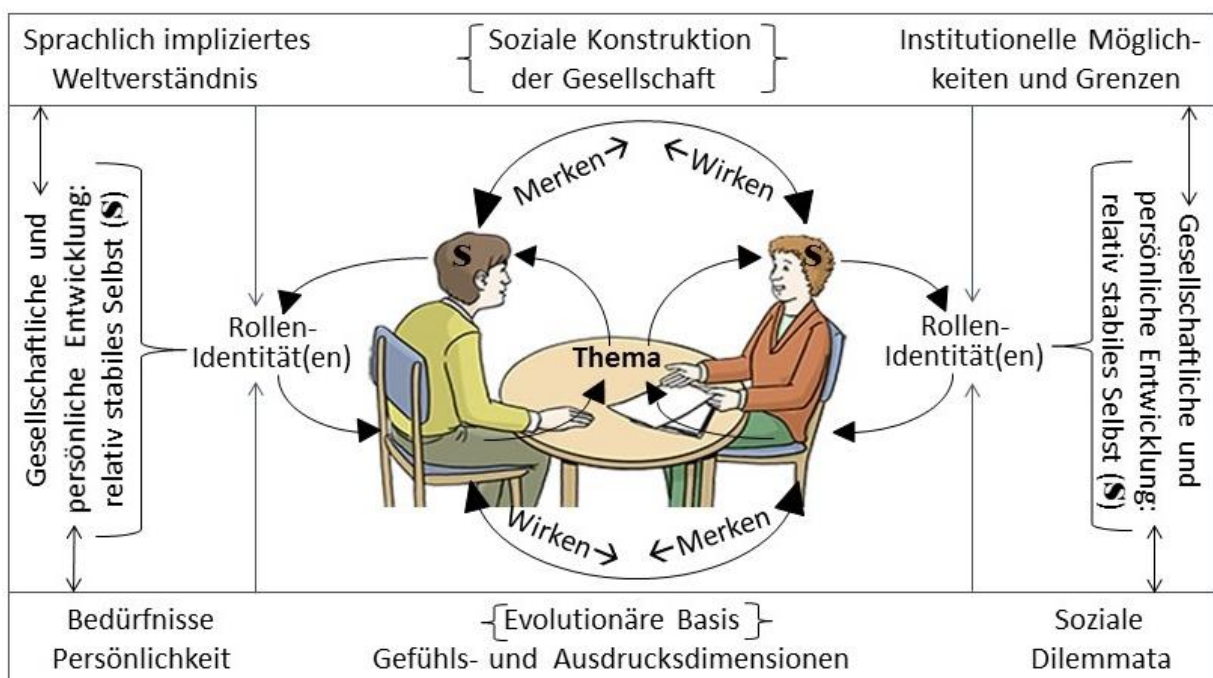 Sprachlich impliziertes
Weltverständnis
Soziale Konstruktion
der Gesellschaft
Institutionelle Möglich-
keiten und Grenzen
Gesellschaftliche und
persönliche Entwicklung:
relativ stabiles Selbst (S)
Merken
Wirken
S
S
Rollen-
Identität(en)
Thema
Rollen-
Identität(en)
Gesellschaftliche und
persönliche Entwicklung:
relativ stabiles Selbst (S)
Wirken
Merken
Bedürfnisse
Persönlichkeit
Evolutionäre Basis
Gefühls- und Ausdrucksdimensionen
Soziale
Dilemmata